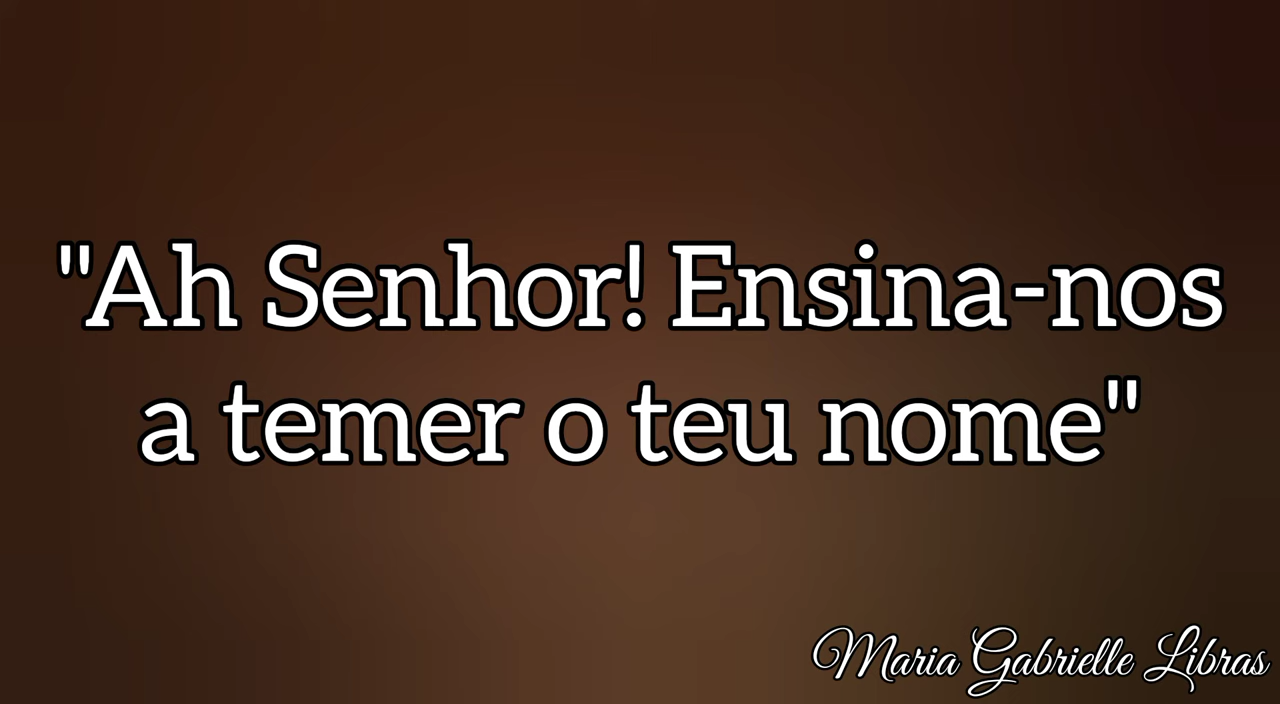 "Ah Senhor! Ensina-nos
a temer o teu nome"
Maria Gabrielle Libras